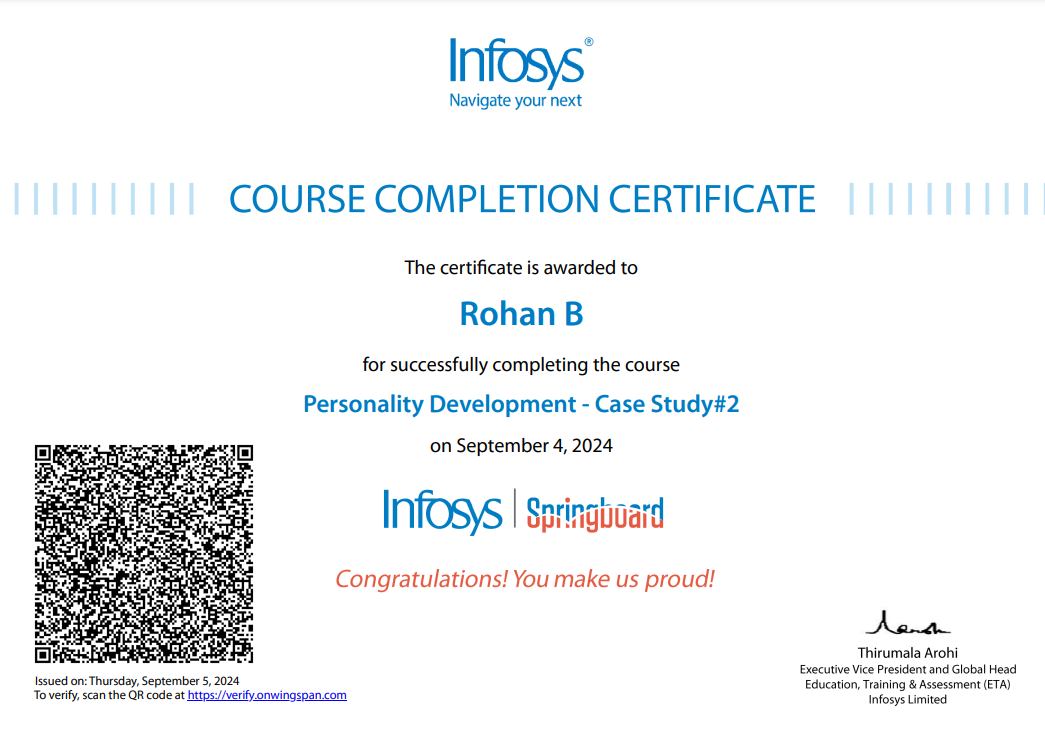 Infosys®
Navigate your next
COURSE COMPLETION CERTIFICATE
The certificate is awarded to
Rohan B
for successfully completing the course
Personality Development - Case Study#2
on September 4, 2024
Infosys | Springboard
Congratulations! You make us proud!
Issued on: Thursday, September 5, 2024
To verify, scan the QR code at https://verify.onwingspan.com
Thirumala Arohi
Executive Vice President and Global Head
Education, Training & Assessment (ETA)
Infosys Limited